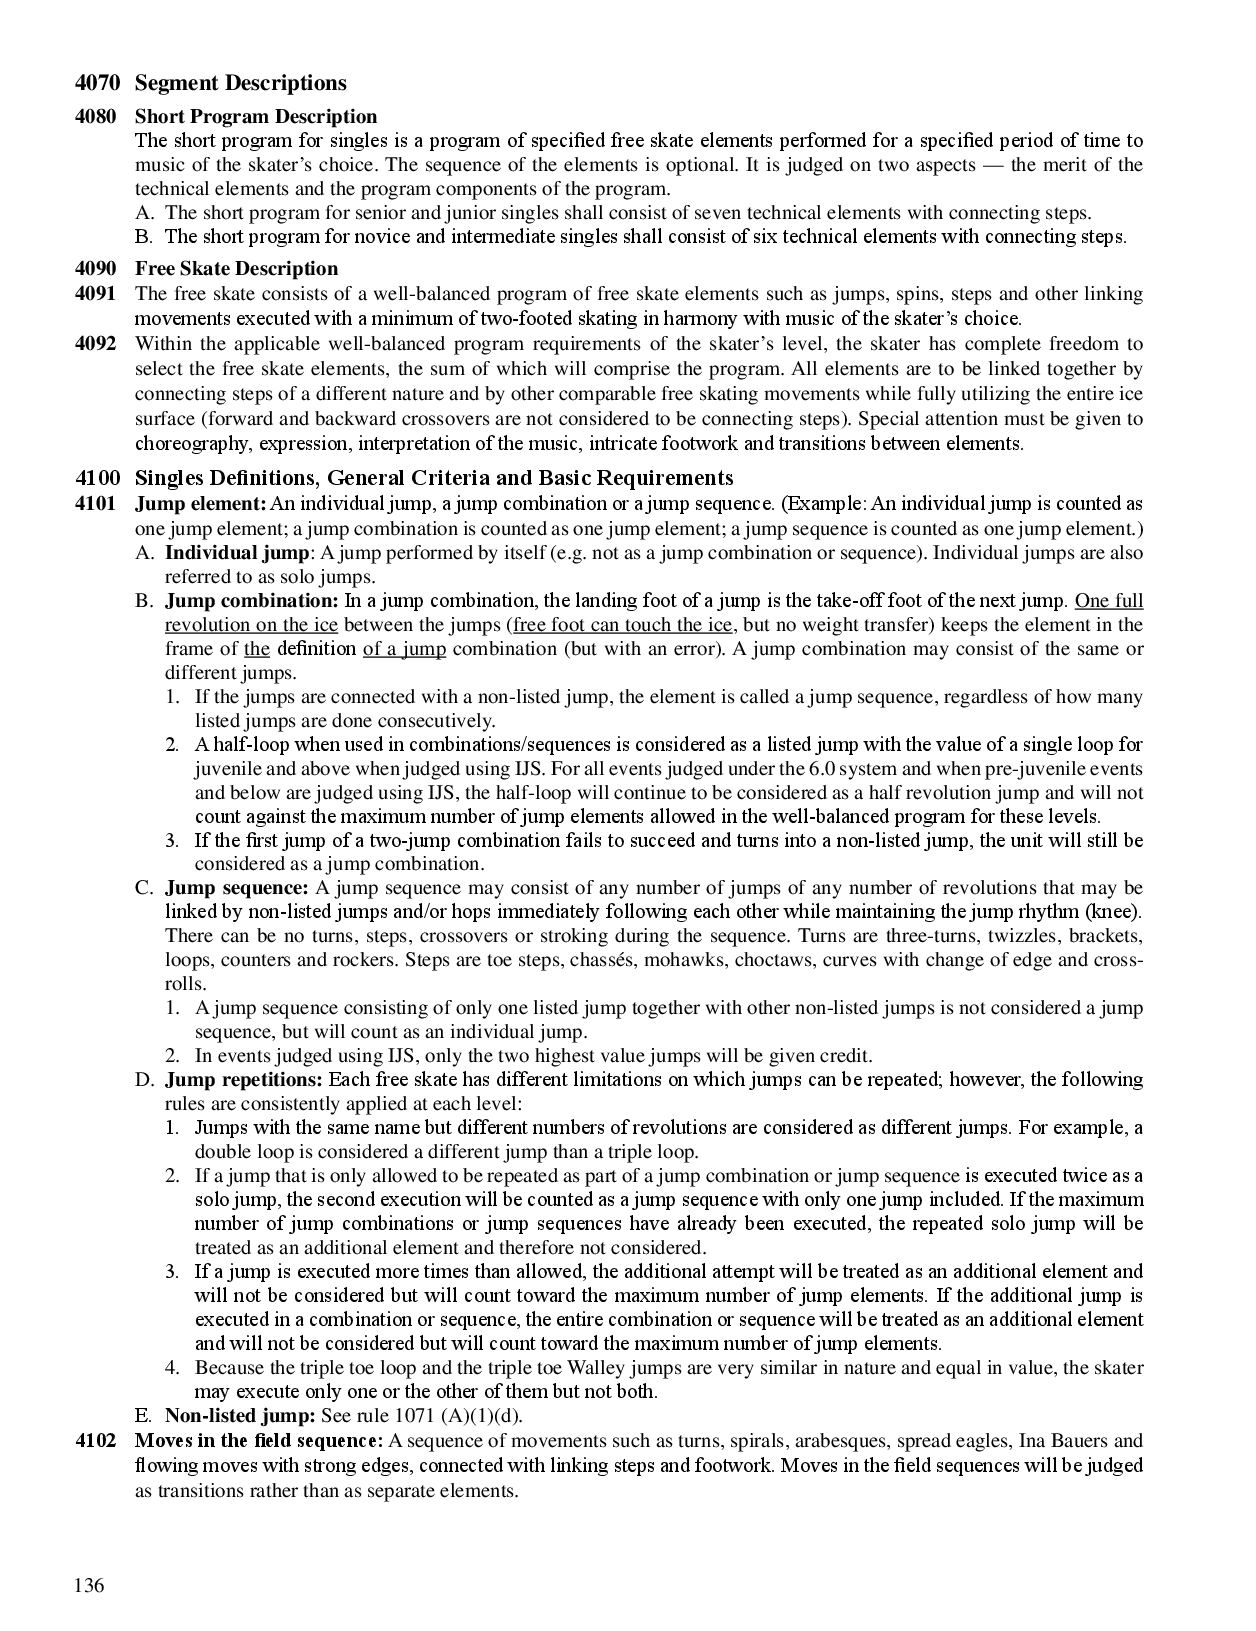 4070 Segment Descriptions
4080 Short Program Description
The short program for singles is a program of specified free skate elements performed for a specified period of time to
music of the skater's choice. The sequence of the elements is optional. It is judged on two aspects — the merit of the
technical elements and the program components of the program.
A. The short program for senior and junior singles shall consist of seven technical elements with connecting steps.
B. The short program for novice and intermediate singles shall consist of six technical elements with connecting steps.
4090 Free Skate Description
4091 The free skate consists of a well-balanced program of free skate elements such as jumps, spins, steps and other linking
movements executed with a minimum of two-footed skating in harmony with music of the skater's choice.
4092 Within the applicable well-balanced program requirements of the skater's level, the skater has complete freedom to
select the free skate elements, the sum of which will comprise the program. All elements are to be linked together by
connecting steps of a different nature and by other comparable free skating movements while fully utilizing the entire ice
surface (forward and backward crossovers are not considered to be connecting steps). Special attention must be given to
choreography, expression, interpretation of the music, intricate footwork and transitions between elements.
4100 Singles Definitions, General Criteria and Basic Requirements
4101 Jump element: An individual jump, a jump combination or a jump sequence. (Example: An individual jump is counted as
one jump element; a jump combination is counted as one jump element; a jump sequence is counted as one jump element.)
A. Individual jump: A jump performed by itself (e.g. not as a jump combination or sequence). Individual jumps are also
referred to as solo jumps.
B. Jump combination: In a jump combination, the landing foot of a jump is the take-off foot of the next jump. One full
revolution on the ice between the jumps (free foot can touch the ice, but no weight transfer) keeps the element in the
frame of the definition of a jump combination (but with an error). A jump combination may consist of the same or
different jumps.
1. If the jumps are connected with a non-listed jump, the element is called a jump sequence, regardless of how many
listed jumps are done consecutively.
2. A half-loop when used in combinations/sequences is considered as a listed jump with the value of a single loop for
juvenile and above when judged using IJS. For all events judged under the 6.0 system and when pre-juvenile events
and below are judged using IJS, the half-loop will continue to be considered as a half revolution jump and will not
count against the maximum number of jump elements allowed in the well-balanced program for these levels.
3. If the first jump of a two-jump combination fails to succeed and turns into a non-listed jump, the unit will still be
considered as a jump combination.
C. Jump sequence: A jump sequence may consist of any number of jumps of any number of revolutions that may be
linked by non-listed jumps and/or hops immediately following each other while maintaining the jump rhythm (knee).
There can be no turns, steps, crossovers or stroking during the sequence. Turns are three-turns, twizzles, brackets,
loops, counters and rockers. Steps are toe steps, chassés, mohawks, choctaws, curves with change of edge and cross-
rolls.
1. A jump sequence consisting of only one listed jump together with other non-listed jumps is not considered a jump
sequence, but will count as an individual jump.
2. In events judged using IJS, only the two highest value jumps will be given credit.
D. Jump repetitions: Each free skate has different limitations on which jumps can be repeated; however, the following
rules are consistently applied at each level:
1. Jumps with the same name but different numbers of revolutions are considered as different jumps. For example, a
double loop is considered a different jump than a triple loop.
2. If a jump that is only allowed to be repeated as part of a jump combination or jump sequence is executed twice as a
solo jump, the second execution will be counted as a jump sequence with only one jump included. If the maximum
number of jump combinations or jump sequences have already been executed, the repeated solo jump will be
treated as an additional element and therefore not considered.
3. If a jump is executed more times than allowed, the additional attempt will be treated as an additional element and
will not be considered but will count toward the maximum number of jump elements. If the additional jump is
executed in a combination or sequence, the entire combination or sequence will be treated as an additional element
and will not be considered but will count toward the maximum number of jump elements.
4. Because the triple toe loop and the triple toe Walley jumps are very similar in nature and equal in value, the skater
may execute only one or the other of them but not both.
E. Non-listed jump: See rule 1071 (A)(1)(d).
4102 Moves in the field sequence: A sequence of movements such as turns, spirals, arabesques, spread eagles, Ina Bauers and
flowing moves with strong edges, connected with linking steps and footwork. Moves in the field sequences will be judged
as transitions rather than as separate elements.
136